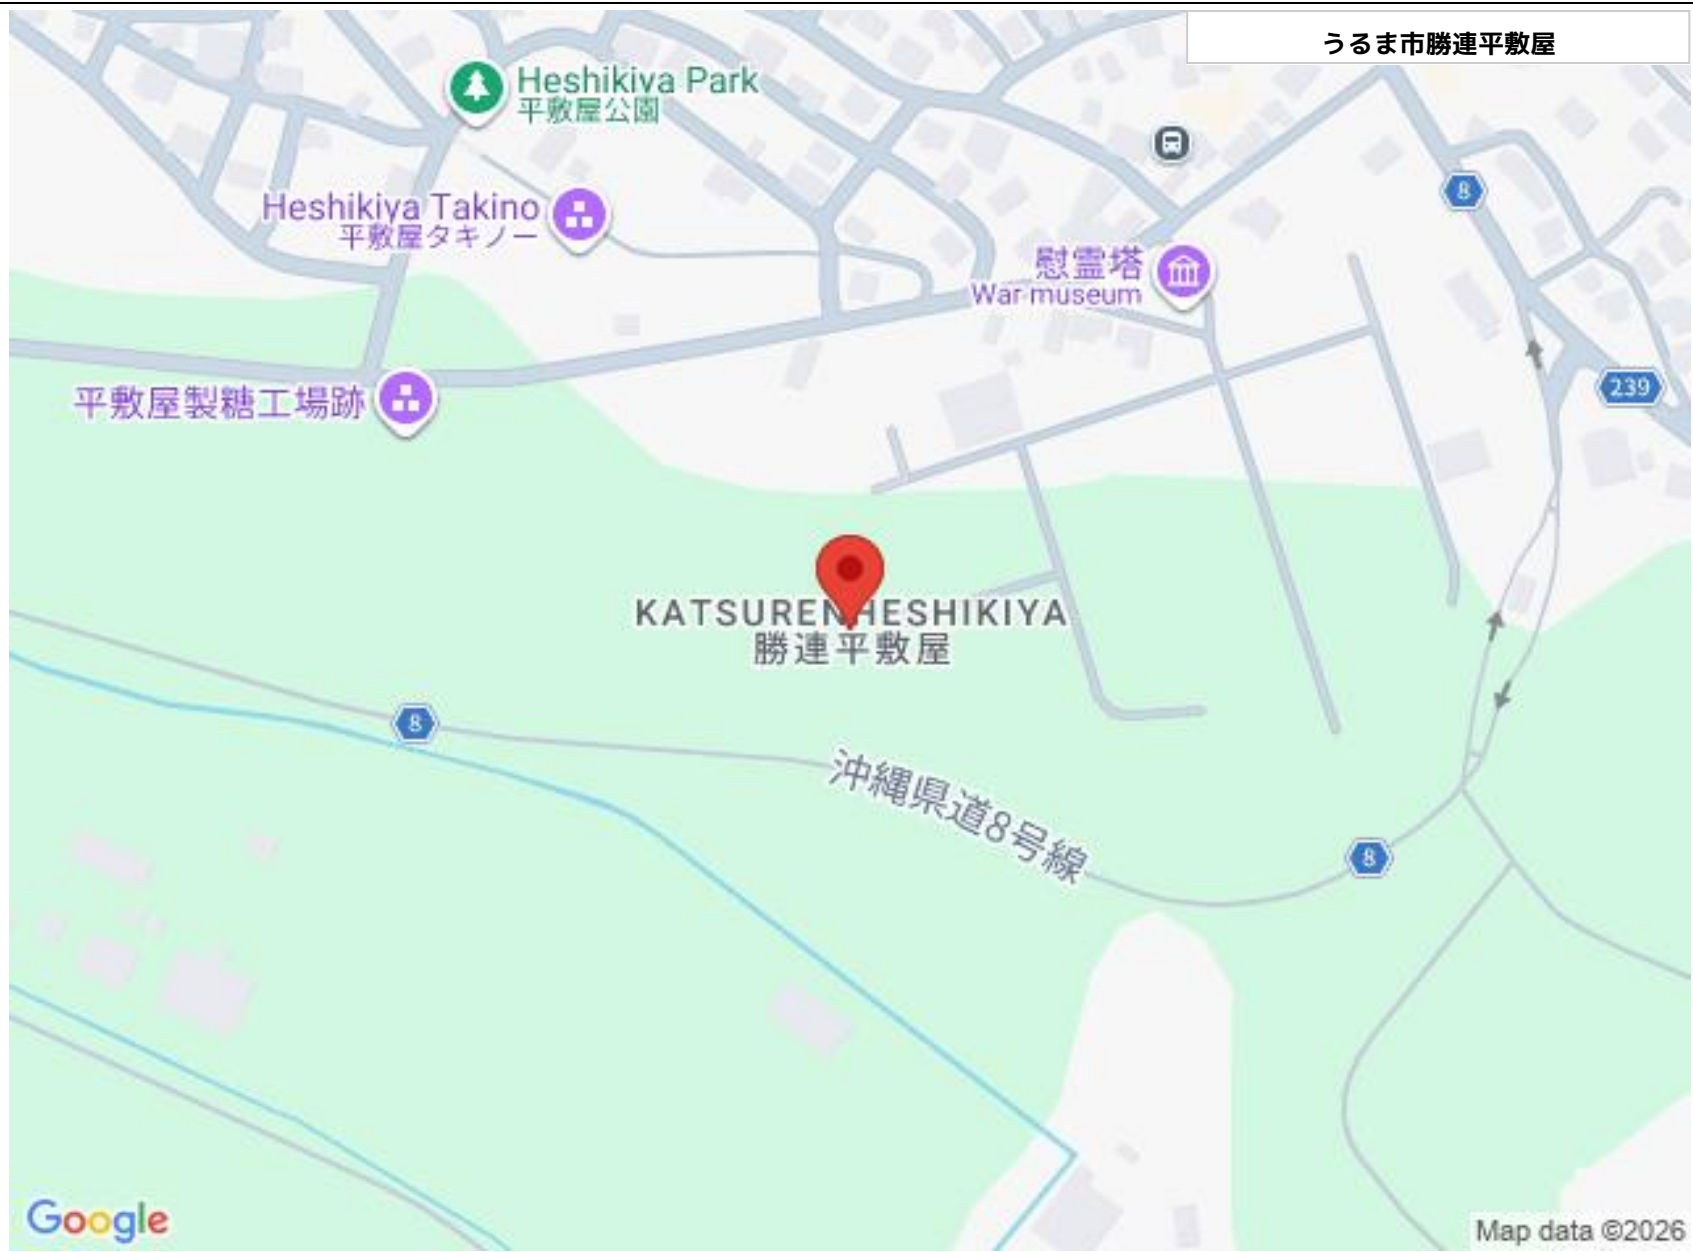 うるま市勝連平敷屋
Heshikiya Park
平敷屋公園
8
Heshikiya Takino
平敷屋タキノー
慰霊塔
War museum
239
平敷屋製糖工場跡
KATSURENHESHIKIYA
勝連平敷屋
8
沖縄県道8号線
8
Google
Map data ©2026